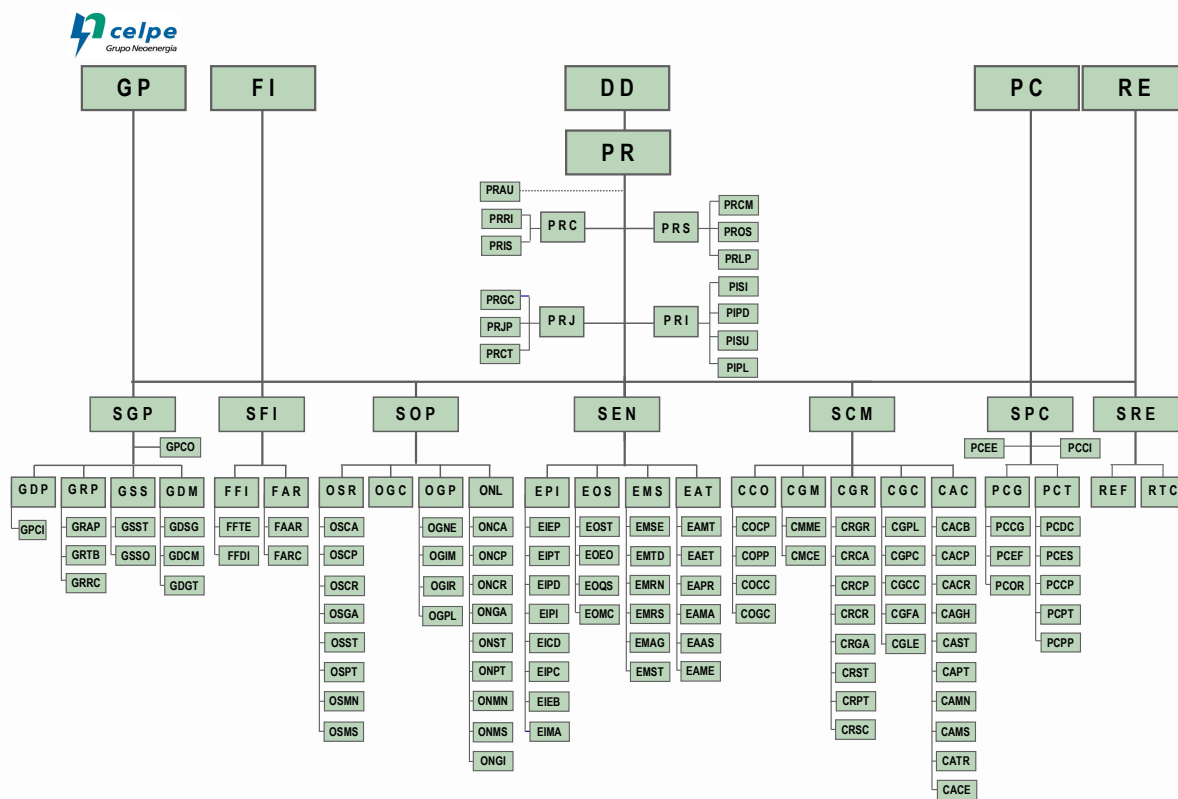 celpe
Grupo Neoenergia
GP FI DD PC RE
PR
PRAU
PRRI PRC PRS PRCM
PRIS PROS
PRLP
PRGC PISI
PRJP PRJ PRI PIPD
PRCT PISU
PIPL
SGP SFI SOP SEN SCM SPC SRE
GPCO PCEE PCCI
GDP GRP GSS GDM FFI FAR OSR OGC OGP ONL EPI EOS EMS EAT CCO CGM CGR CGC CAC PCG PCT REF RTC
GPCI GRAP GSST GDSG FFTE FAAR OSCA OGNE ONCA EIEP EOST EMSE EAMT COCP CMME CRGR CGPL CACB PCCG PCDC
GRTB GSSO GDCM FFDI FARC OSCP OGIM ONCP EIPT EOEO EMTD EAET COPP CMCE CRCA CGPC CACP PCEF PCES
GRRC GDGT OSCR OGIR ONCR EIPD EOQS EMRN EAPR COCC CRCP CGCC CACR PCOR PCCP
OSGA OGPL ONGA EIPI EOMC EMRS EAMA COGC CRCR CGFA CAGH PCPT
OSST ONST EICD EMAG EAAS CRGA CGLE CAST PCPP
OSPT ONPT EIPC EMST EAME CRST CAPT
OSMN ONMN EIEB CRPT CAMN
OSMS ONMS EIMA CRSC CAMS
ONGI CATR
CACE